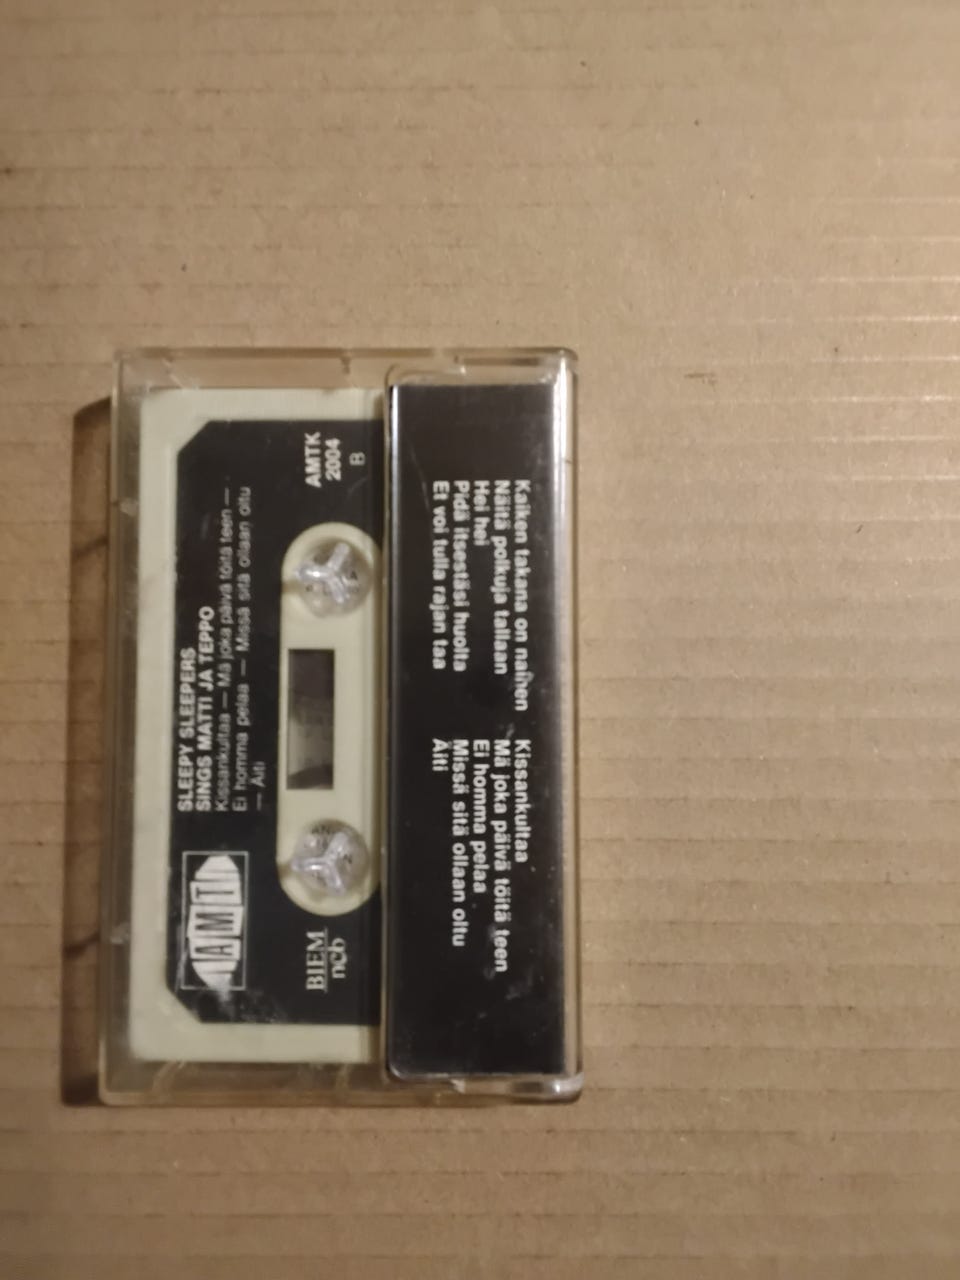 SLEEPY SLEEPERS
SINGS MATTI JA TEPPO
Kissankultaa — Mä joka päivä töitä teen —
Ei homma pelaa — Missä sitä ollaan oltu
— Äiti
AMTK
2004
B
AMT
BIEM
ncb
Kaiken takana on nainen
Näitä polkuja tallaan
Hei hei
Pidä itsestäsi huolta
Et voi tulla rajan taa
Kissankultaa
Mä joka päivä töitä teen
Ei homma pelaa
Missä sitä ollaan oltu
Äiti